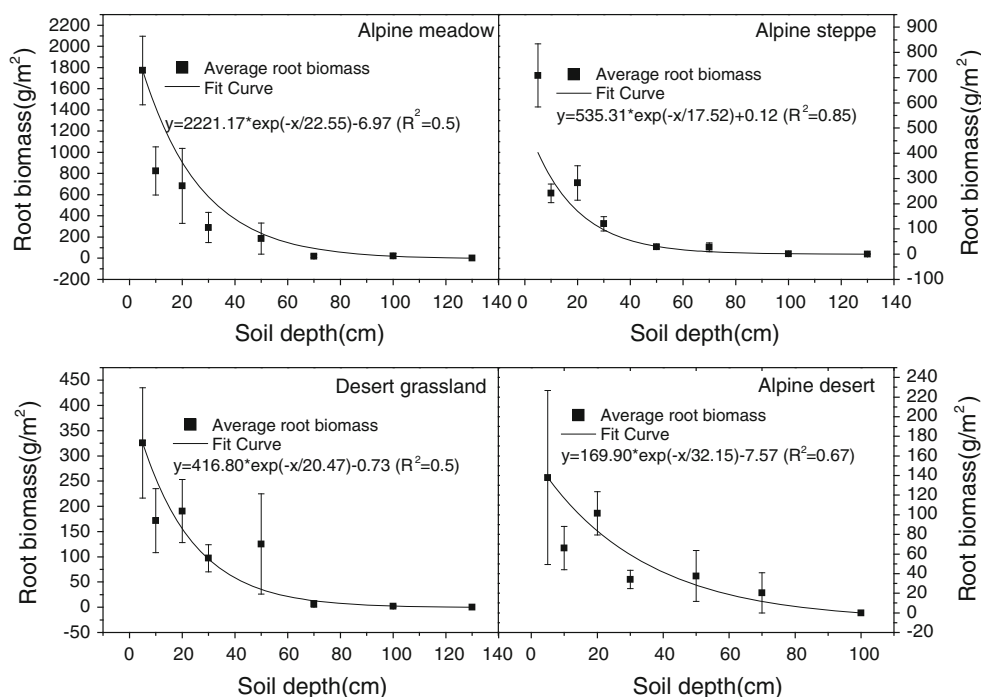 Alpine meadow
Average root biomass
Fit Curve
y=2221.17*exp(-x/22.55)-6.97 (R²=0.5)
Root biomass(g/m²)
2200
2000
1800
1600
1400
1200
1000
800
600
400
200
0
-200
0 20 40 60 80 100 120 140
Soil depth(cm)
Alpine steppe
Average root biomass
Fit Curve
y=535.31*exp(-x/17.52)+0.12 (R²=0.85)
900
800
700
600
500
400
300
200
100
0
-100
Root biomass(g/m²)
0 20 40 60 80 100 120 140
Soil depth(cm)
Desert grassland
Average root biomass
Fit Curve
y=416.80*exp(-x/20.47)-0.73 (R²=0.5)
Root biomass(g/m²)
450
375
300
225
150
75
0
-50
0 20 40 60 80 100 120 140
Soil depth(cm)
Alpine desert
Average root biomass
Fit Curve
y=169.90*exp(-x/32.15)-7.57 (R²=0.67)
240
220
200
180
160
140
120
100
80
60
40
20
0
-20
Root biomass(g/m²)
0 20 40 60 80 100
Soil depth(cm)